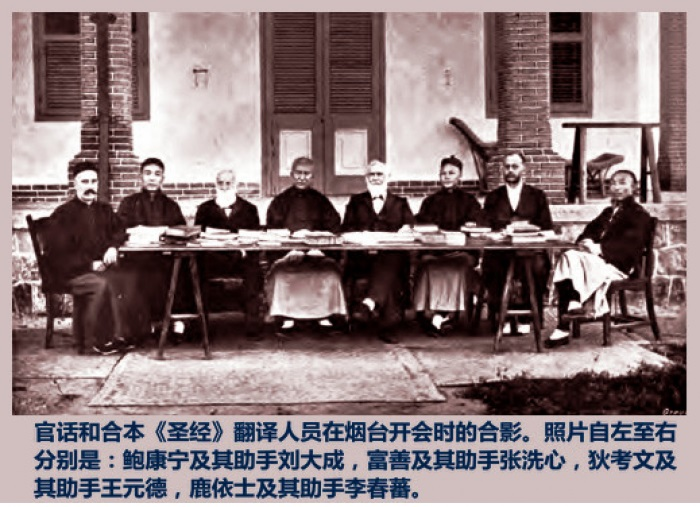 官话和合本《圣经》翻译人员在烟台开会时的合影。照片自左至右
分别是：鲍康宁及其助手刘大成，富善及其助手张洗心，狄考文及
其助手王元德，鹿依士及其助手李春蕃。